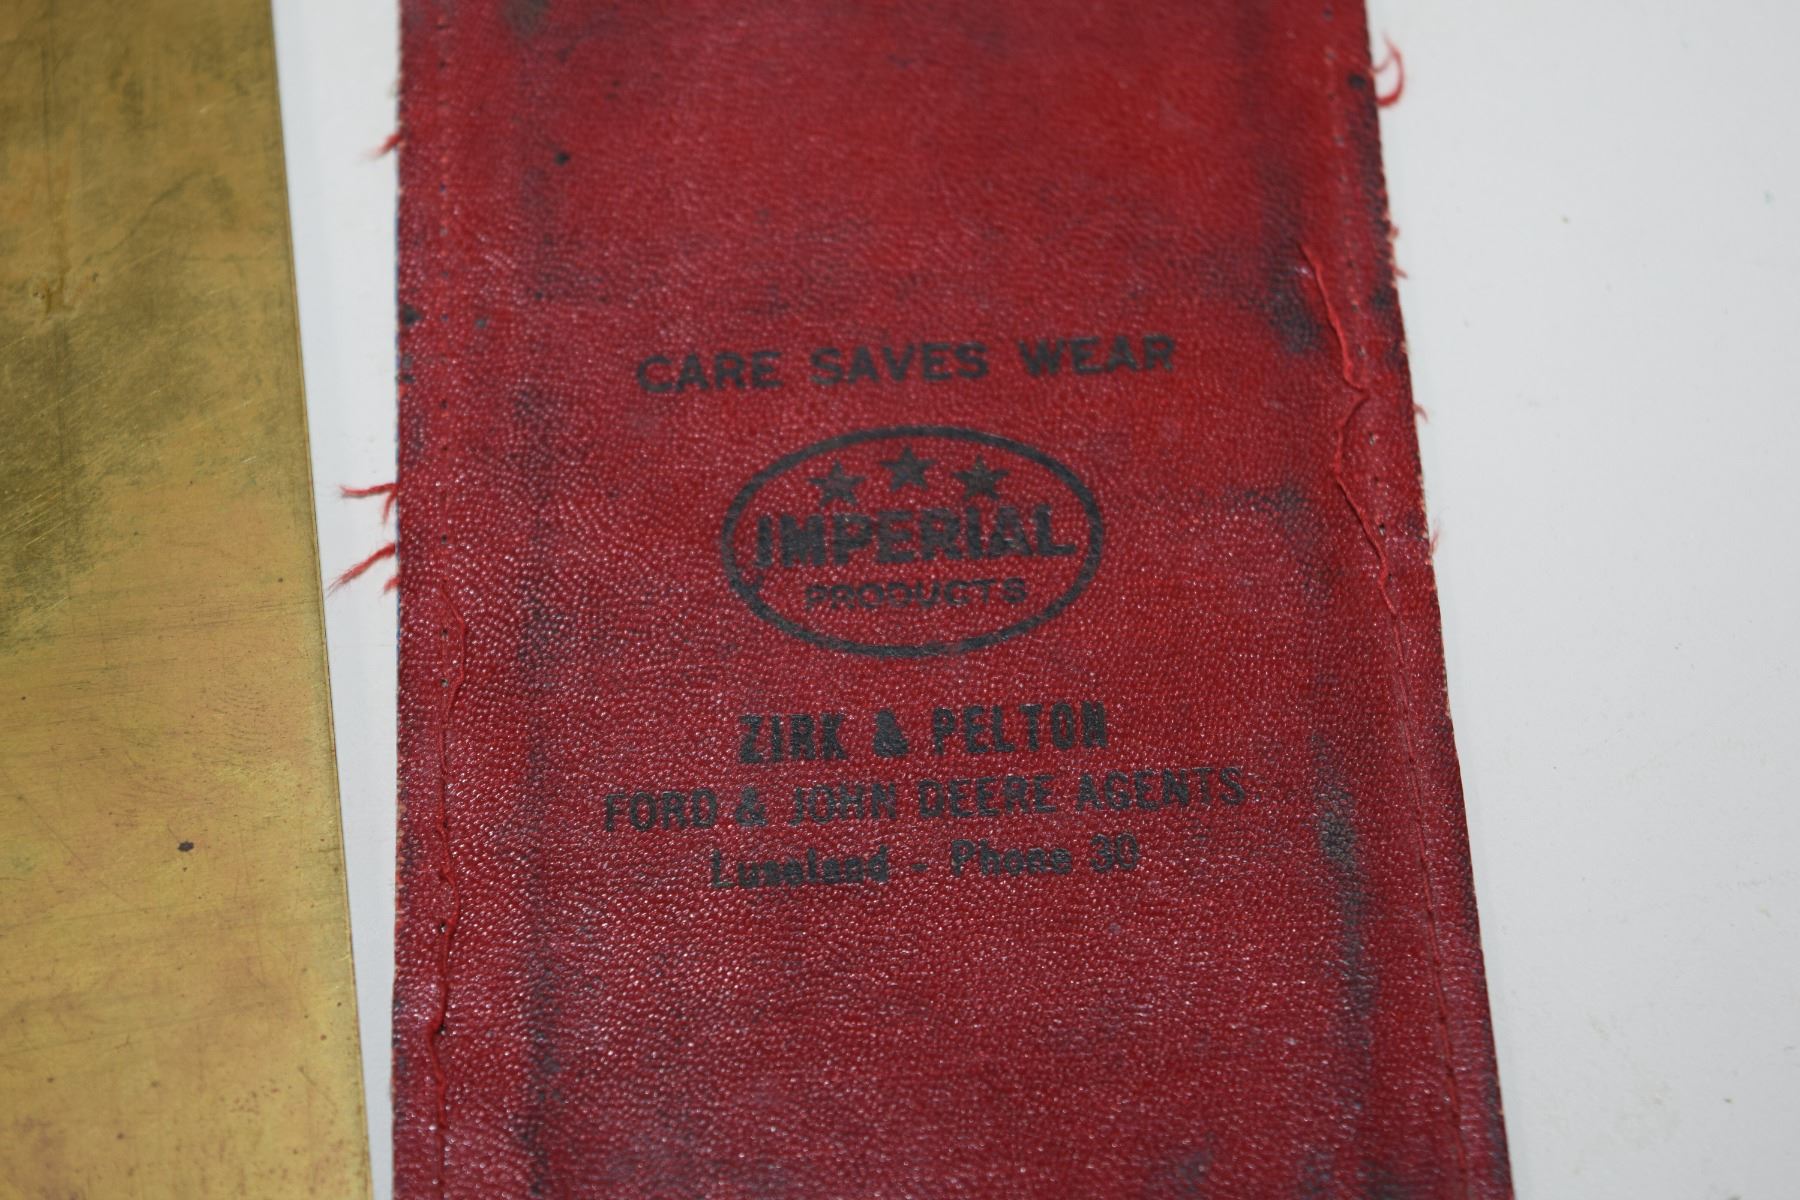 CARE SAVES WEAR
IMPERIAL
PRODUCTS
ZIRK & PELTON
FORD & JOHN DEERE AGENTS
Luseland - Phone 30